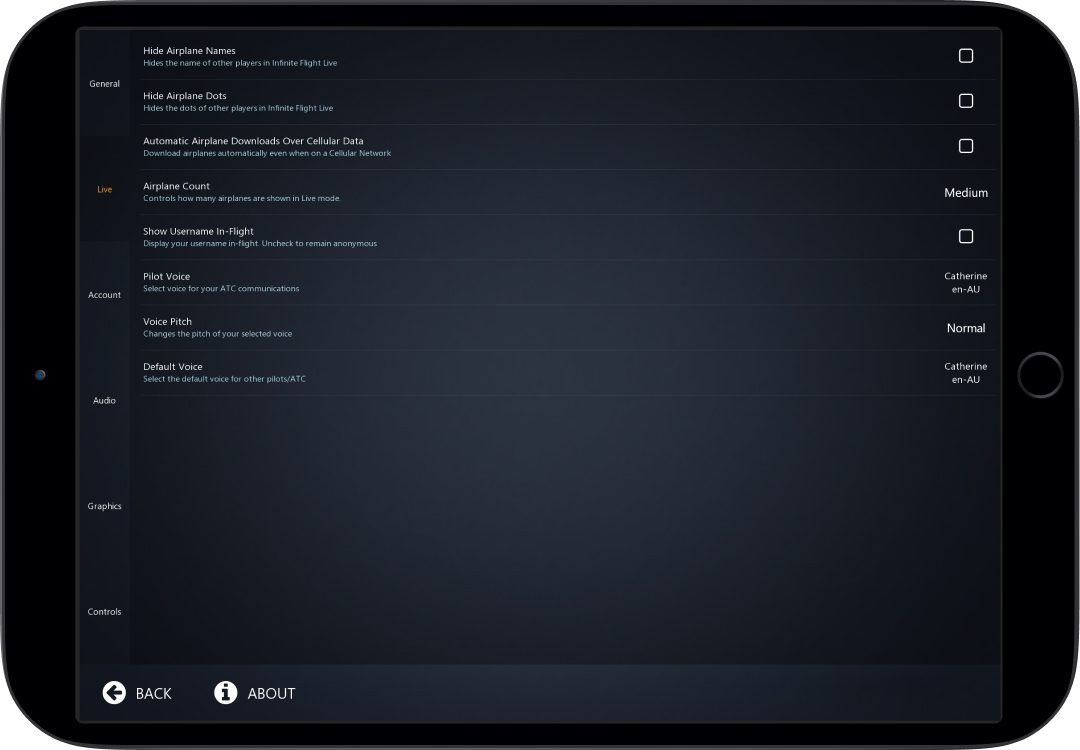 General
Live
Account
Audio
Graphics
Controls
Hide Airplane Names
Hides the name of other players in Infinite Flight Live
Hide Airplane Dots
Hides the dots of other players in Infinite Flight Live
Automatic Airplane Downloads Over Cellular Data
Download airplanes automatically even when on a Cellular Network
Airplane Count
Controls how many airplanes are shown in Live mode.
Medium
Show Username In-Flight
Display your username in-flight. Uncheck to remain anonymous
Pilot Voice
Select voice for your ATC communications
Catherine
en-AU
Voice Pitch
Changes the pitch of your selected voice
Normal
Default Voice
Select the default voice for other pilots/ATC
Catherine
en-AU
BACK
ABOUT